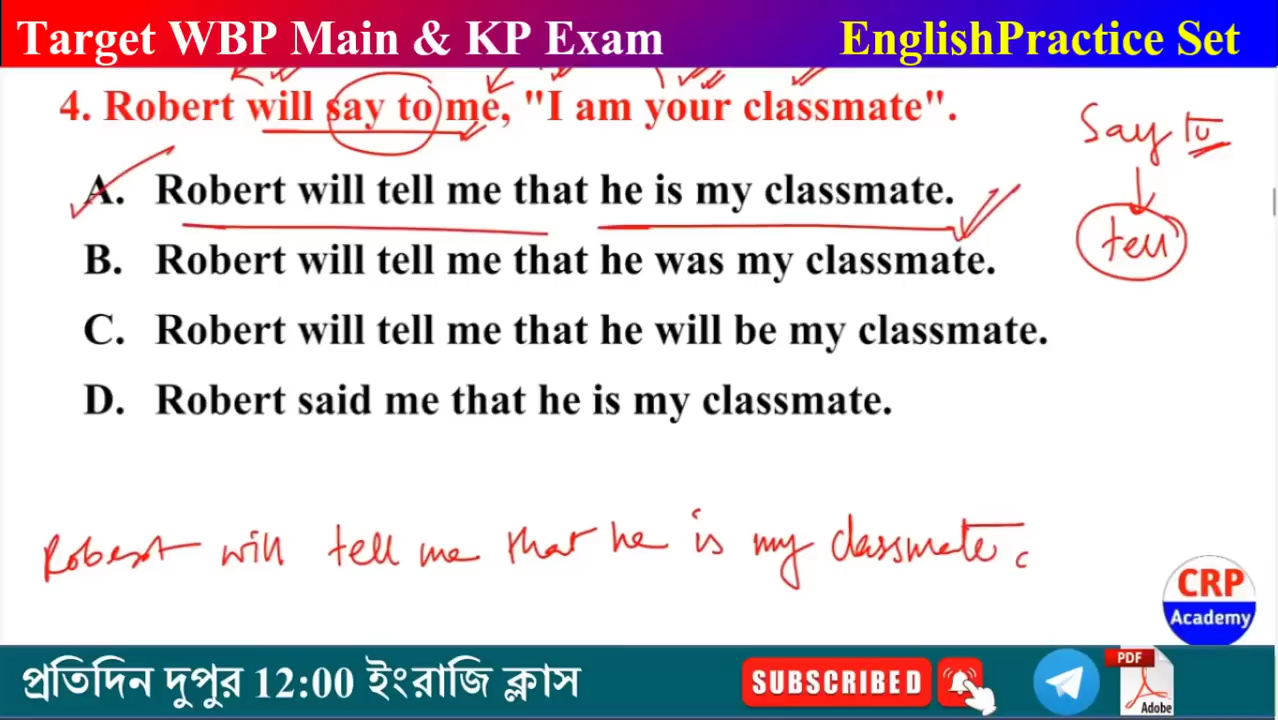 Target WBP Main & KP Exam
EnglishPractice Set
4. Robert will say to me, "I am your classmate".
A. Robert will tell me that he is my classmate.
B. Robert will tell me that he was my classmate.
C. Robert will tell me that he will be my classmate.
D. Robert said me that he is my classmate.
Say to
tell
Robert will tell me that he is my classmate.
CRP
Academy
প্রতিদিন দুপুর 12:00 ইংরাজি ক্লাস
SUBSCRIBED
PDF
Adobe